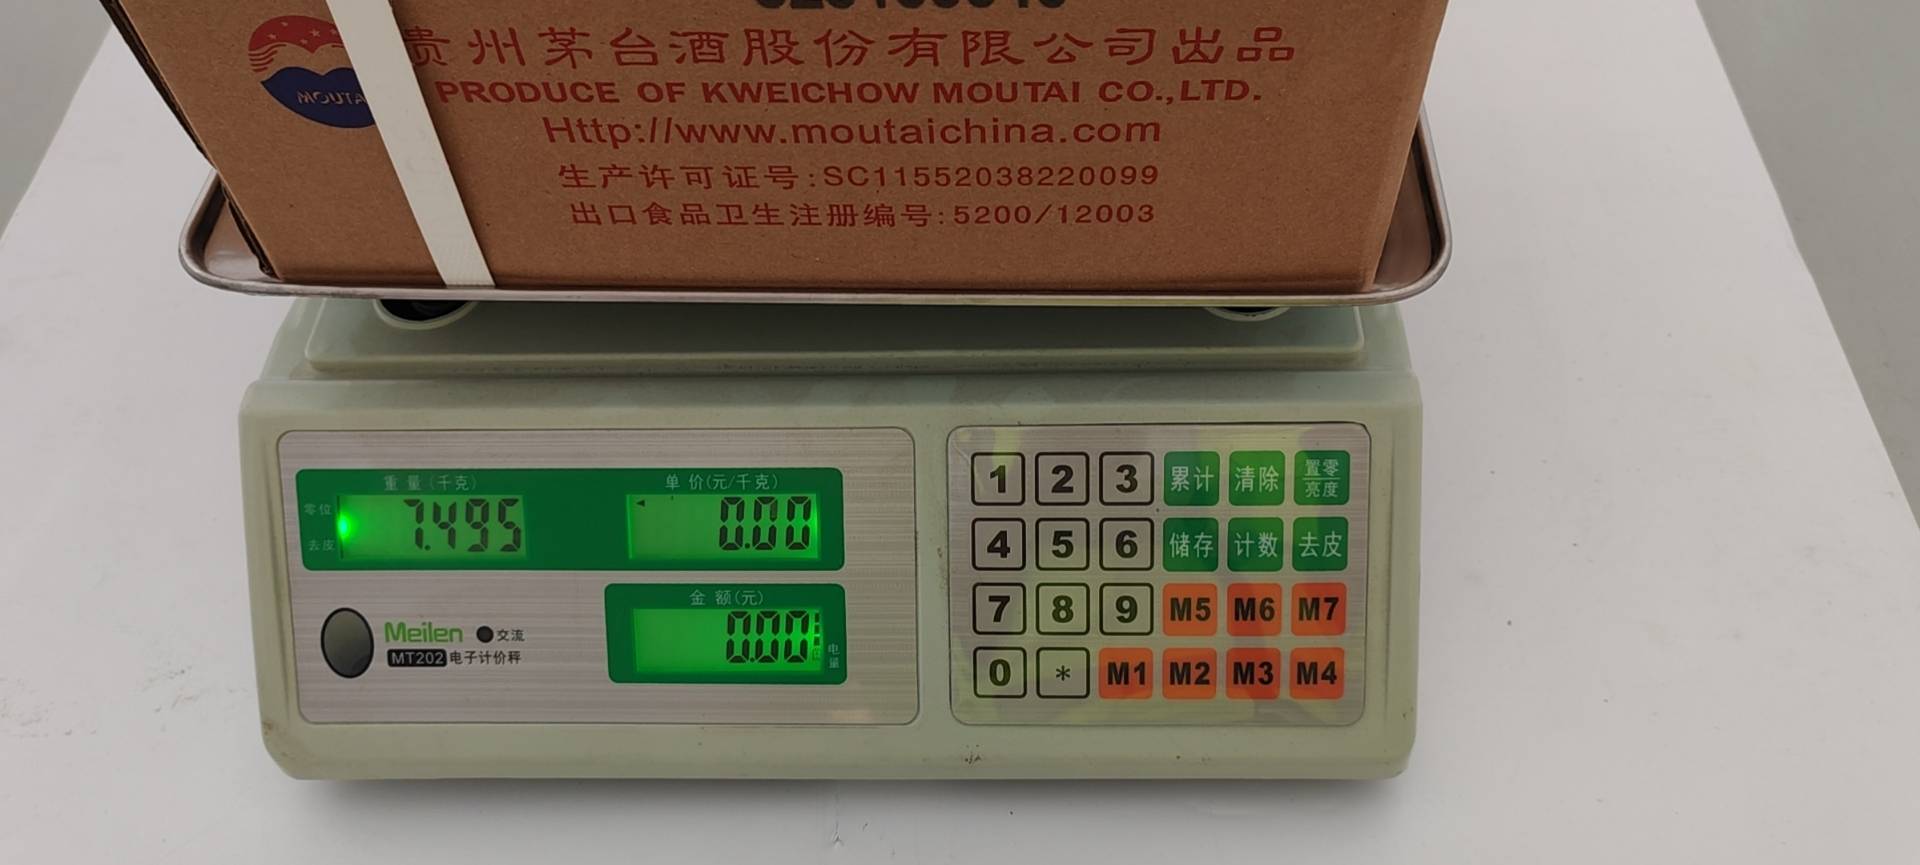 贵州茅台酒股份有限公司出品
MOUTA
PRODUCE OF KWEICHOW MOUTAI CO.,LTD.
Http://www.moutaichina.com
生产许可证号:SC11552038220099
出口食品卫生注册编号:5200/12003
重量(千克) 单价(元/千克)
零位
去皮
7.495 0.00
金额(元)
0.00
电量
Meilen 交流
MT202 电子计价秤
1 2 3 累计 清除 置零 亮度
4 5 6 储存 计数 去皮
7 8 9 M5 M6 M7
0 * M1 M2 M3 M4